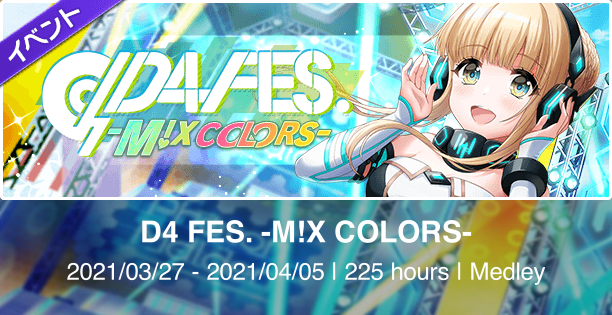 イベント
D4 FES.
-M!X COLORS-
D4 FES. -M!X COLORS-
2021/03/27 - 2021/04/05 | 225 hours | Medley